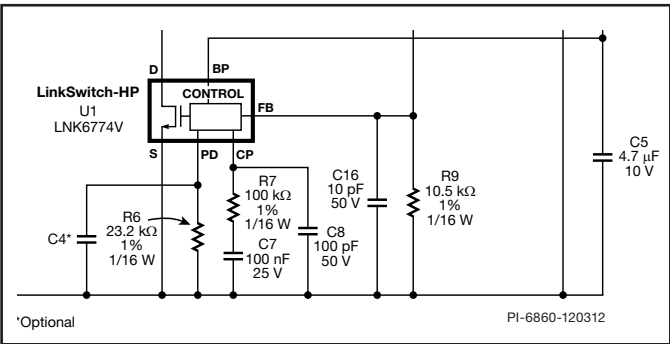 D
BP
LinkSwitch-HP
U1
LNK6774V
CONTROL
FB
S
PD
CP
C5
4.7 µF
10 V
C16
10 pF
50 V
R9
10.5 kΩ
1%
1/16 W
R7
100 kΩ
1%
1/16 W
R6
23.2 kΩ
1%
1/16 W
C4*
C7
100 nF
25 V
C8
100 pF
50 V
*Optional
PI-6860-120312